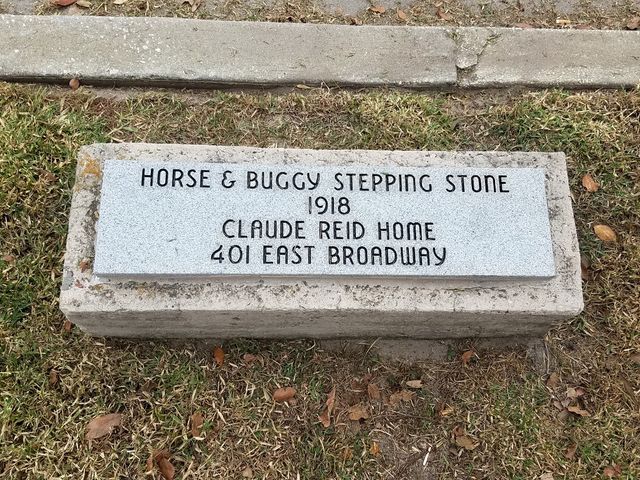 HORSE & BUGGY STEPPING STONE
1918
CLAUDE REID HOME
401 EAST BROADWAY